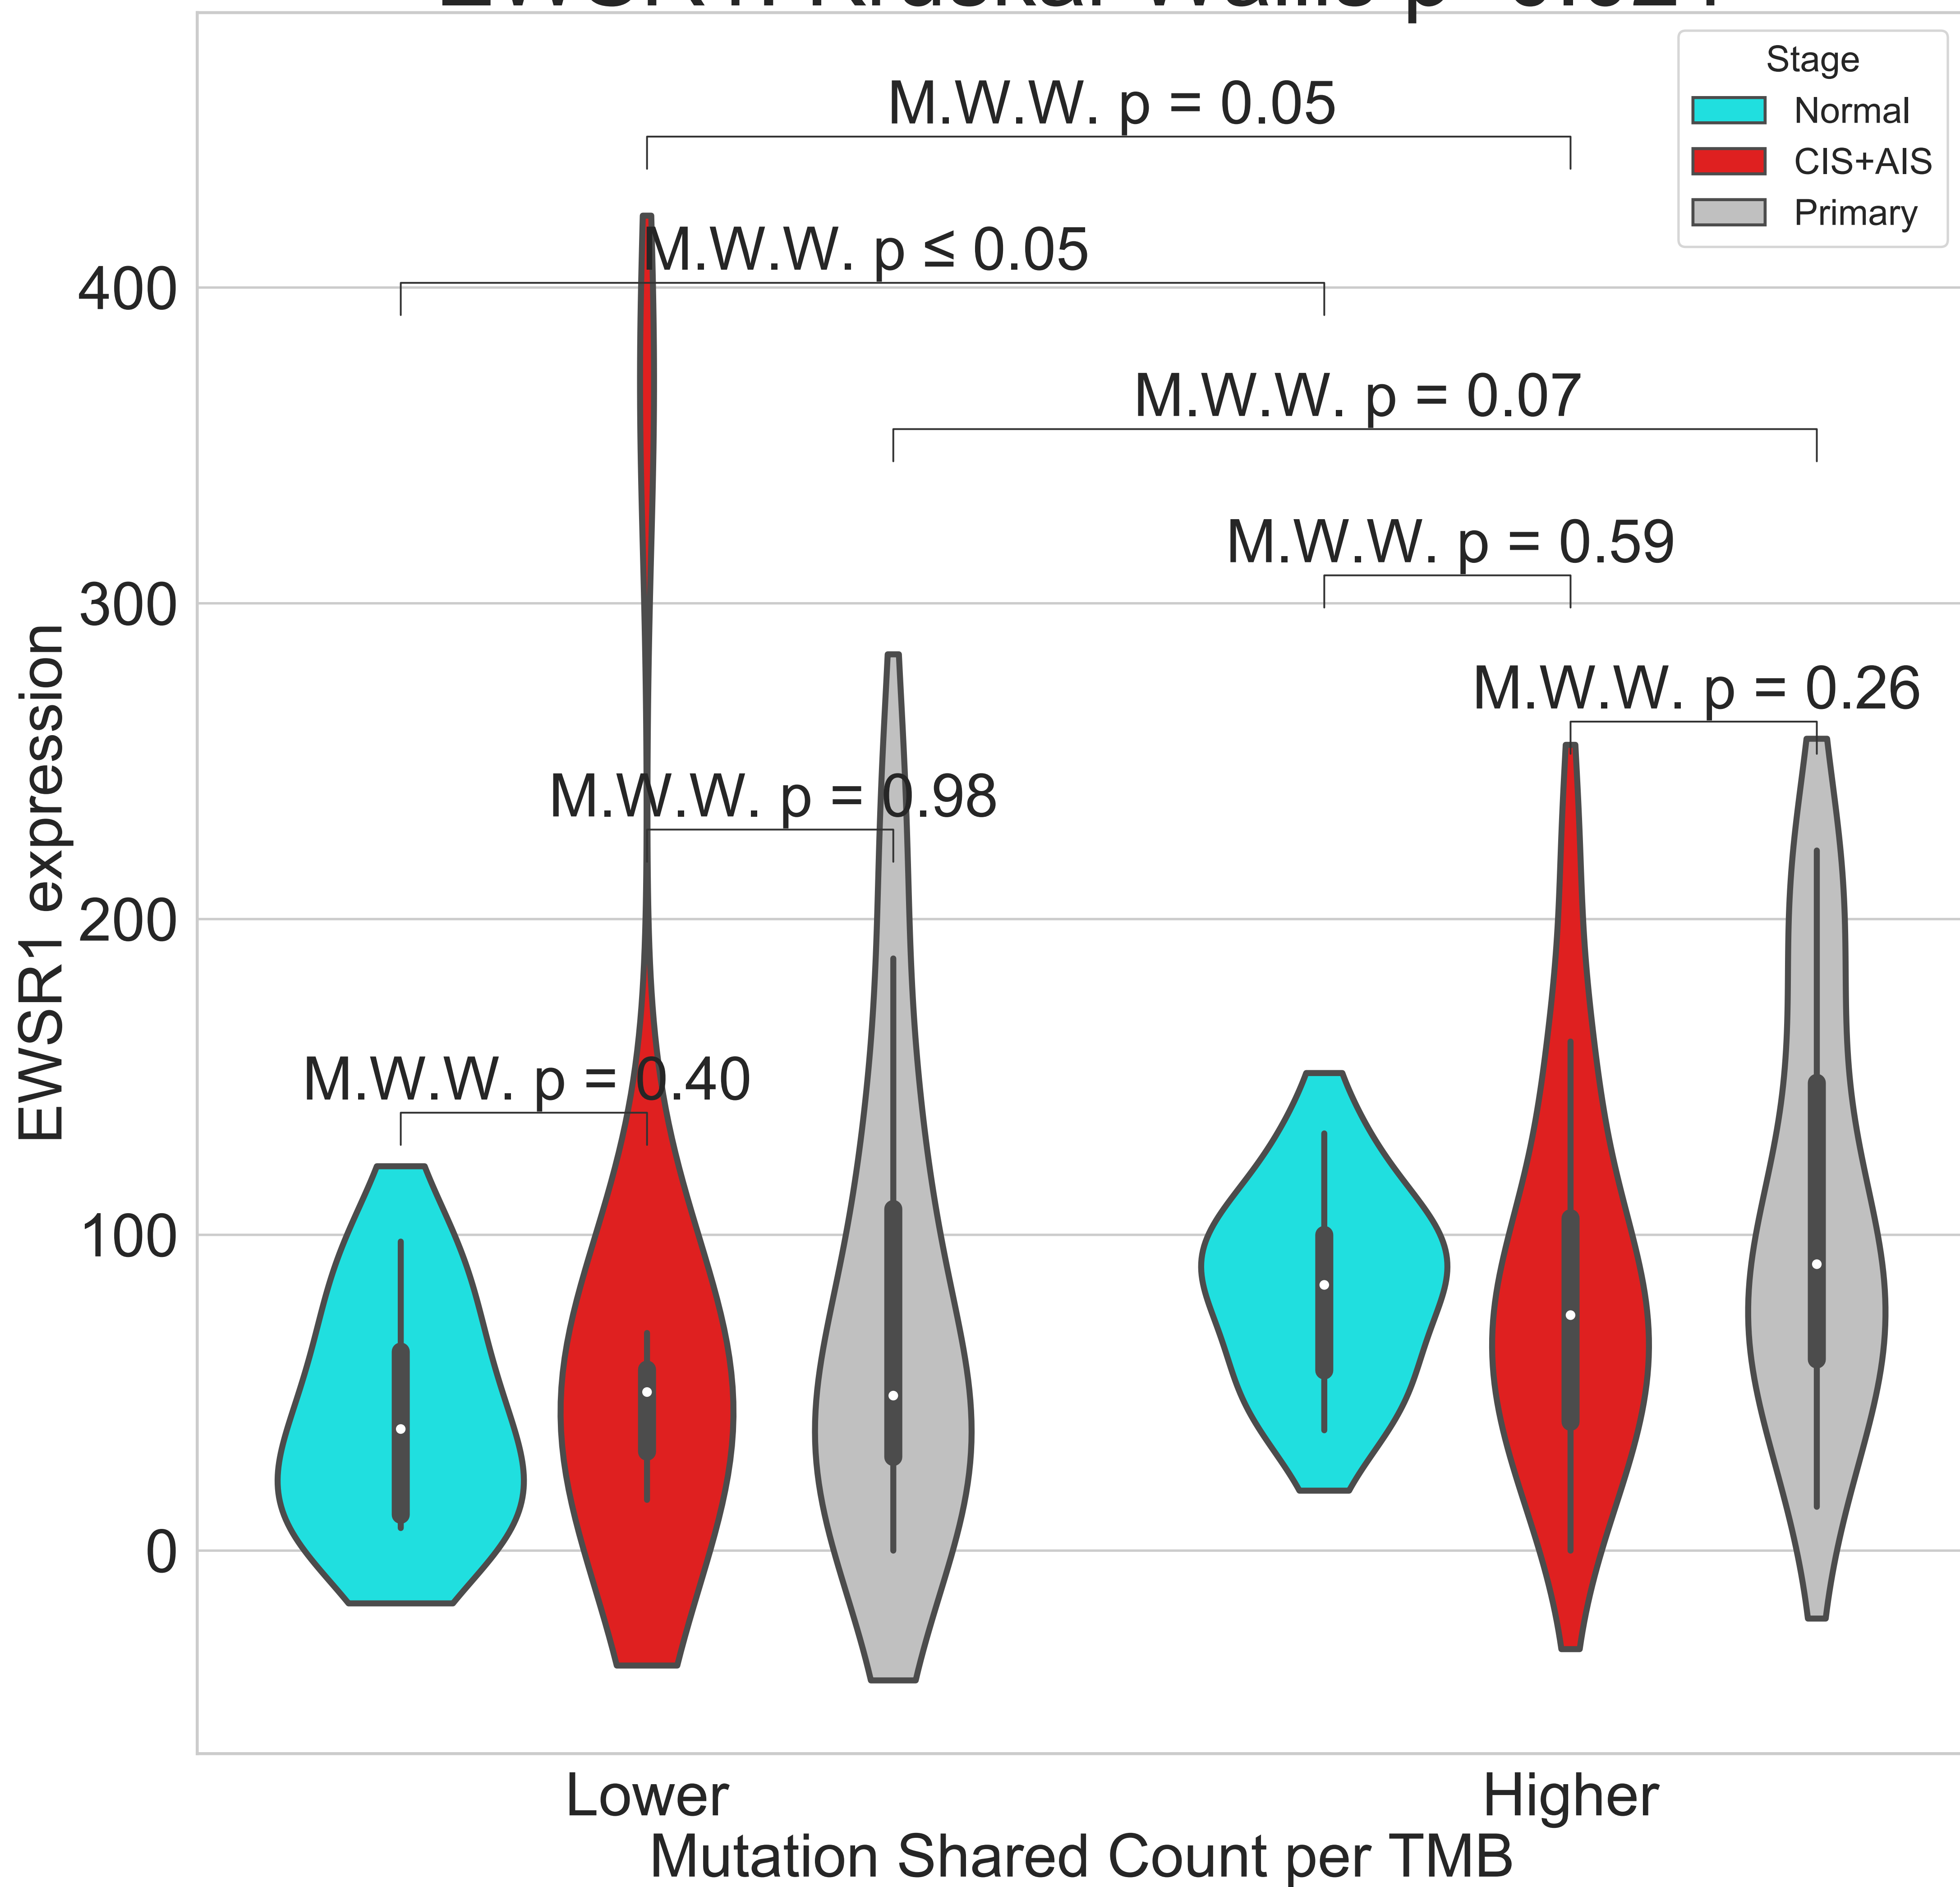 Stage
Normal
CIS+AIS
Primary
M.W.W. p = 0.05
M.W.W. p ≤ 0.05
M.W.W. p = 0.07
M.W.W. p = 0.59
M.W.W. p = 0.26
M.W.W. p = 0.98
M.W.W. p = 0.40
400
300
200
100
0
EWSR1 expression
Lower
Higher
Mutation Shared Count per TMB